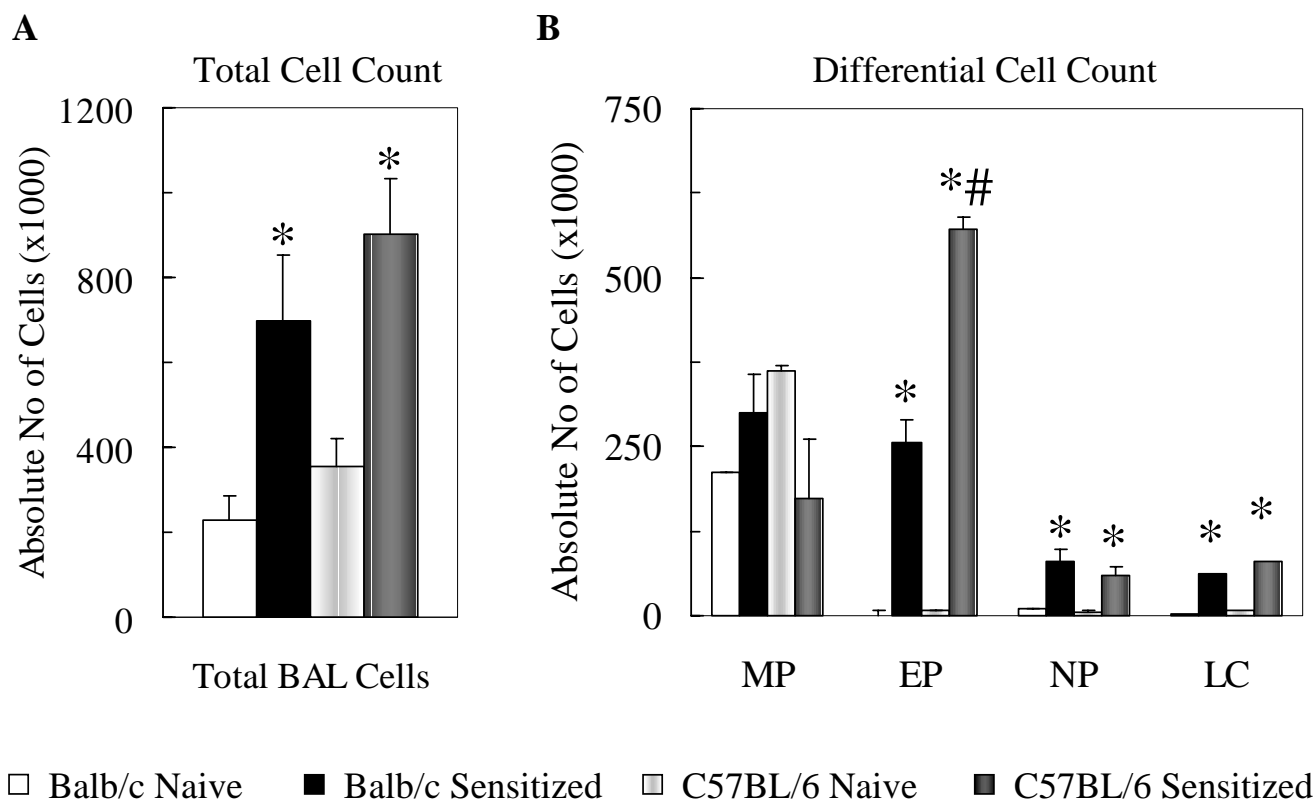 A
Total Cell Count
Absolute No of Cells (x1000)
1200
800
400
0
*
*
Total BAL Cells
B
Differential Cell Count
Absolute No of Cells (x1000)
750
500
250
0
*
*#
*
*
*
*
MP EP NP LC
Balb/c Naive Balb/c Sensitized C57BL/6 Naive C57BL/6 Sensitized